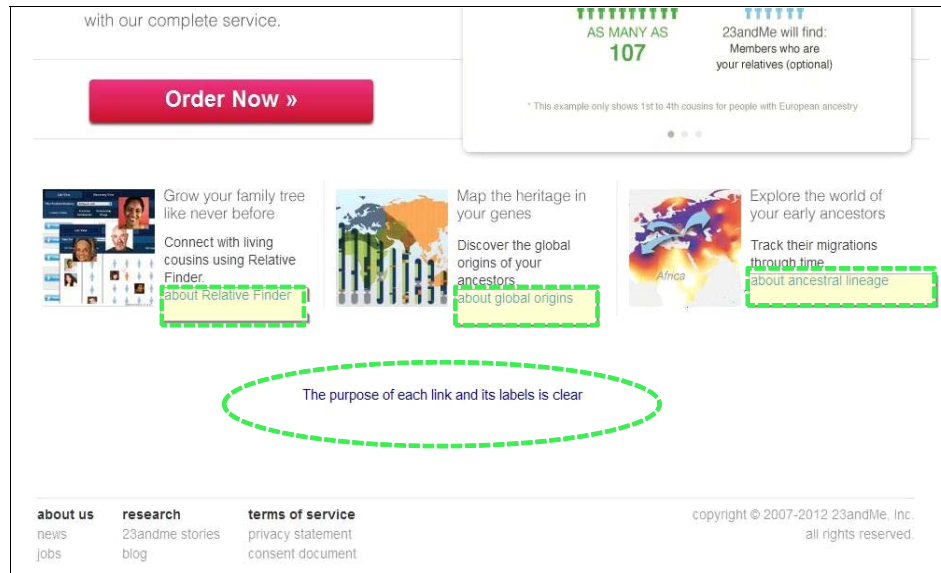 with our complete service.
AS MANY AS
107
23andMe will find:
Members who are
your relatives (optional)
Order Now »
* This example only shows 1st to 4th cousins for people with European ancestry
Grow your family tree
like never before
Connect with living
cousins using Relative
Finder.
about Relative Finder
Map the heritage in
your genes
Discover the global
origins of your
ancestors
about global origins
Africa
Explore the world of
your early ancestors
Track their migrations
through time
about ancestral lineage
The purpose of each link and its labels is clear
about us
news
jobs
research
23andme stories
blog
terms of service
privacy statement
consent document
copyright © 2007-2012 23andMe, Inc.
all rights reserved.